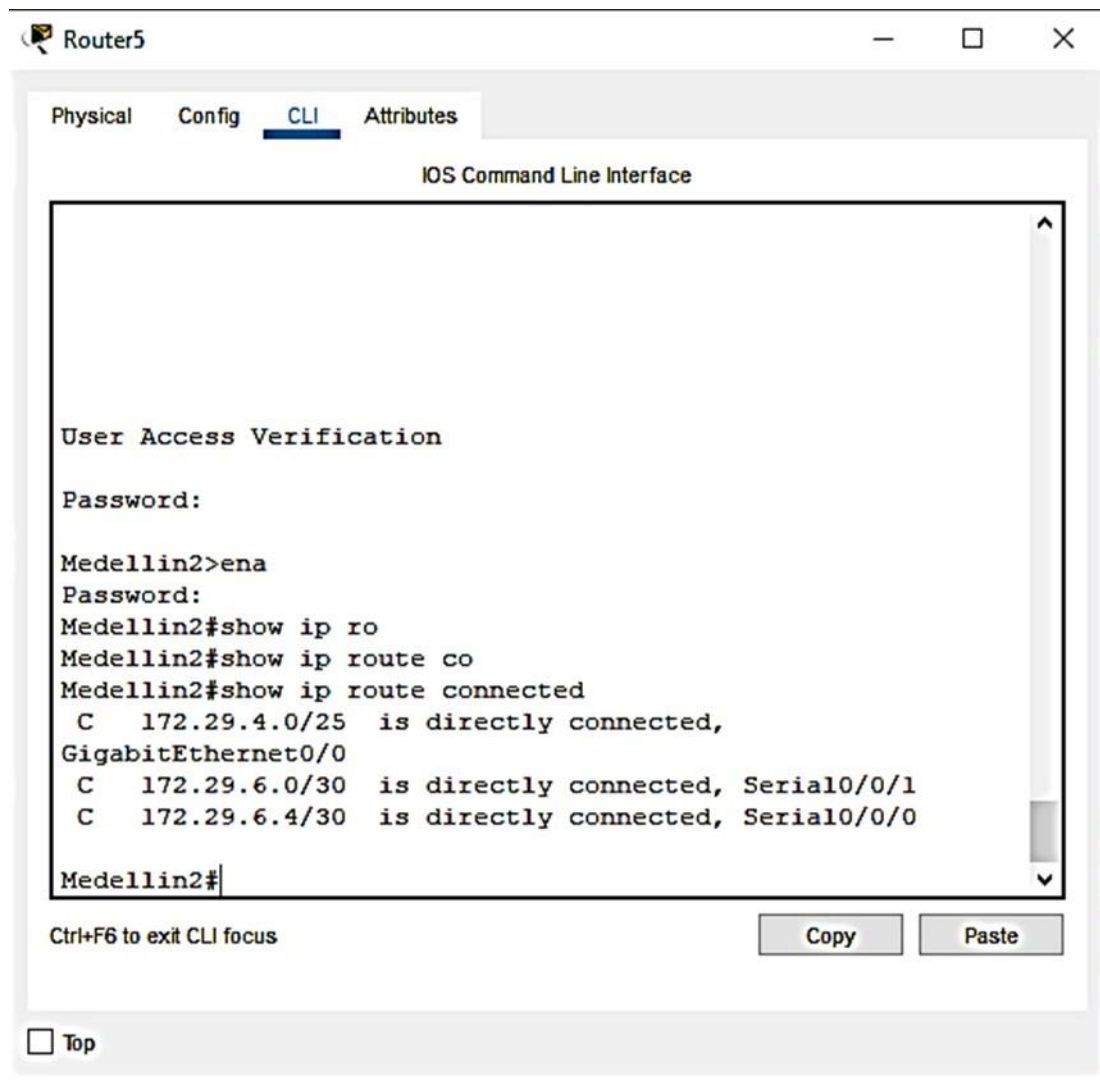 Router5
Physical Config CLI Attributes
IOS Command Line Interface
User Access Verification
Password:
Medellin2>ena
Password:
Medellin2#show ip ro
Medellin2#show ip route co
Medellin2#show ip route connected
C 172.29.4.0/25 is directly connected,
GigabitEthernet0/0
C 172.29.6.0/30 is directly connected, Serial0/0/1
C 172.29.6.4/30 is directly connected, Serial0/0/0
Medellin2#
Ctrl+F6 to exit CLI focus Copy Paste
Top